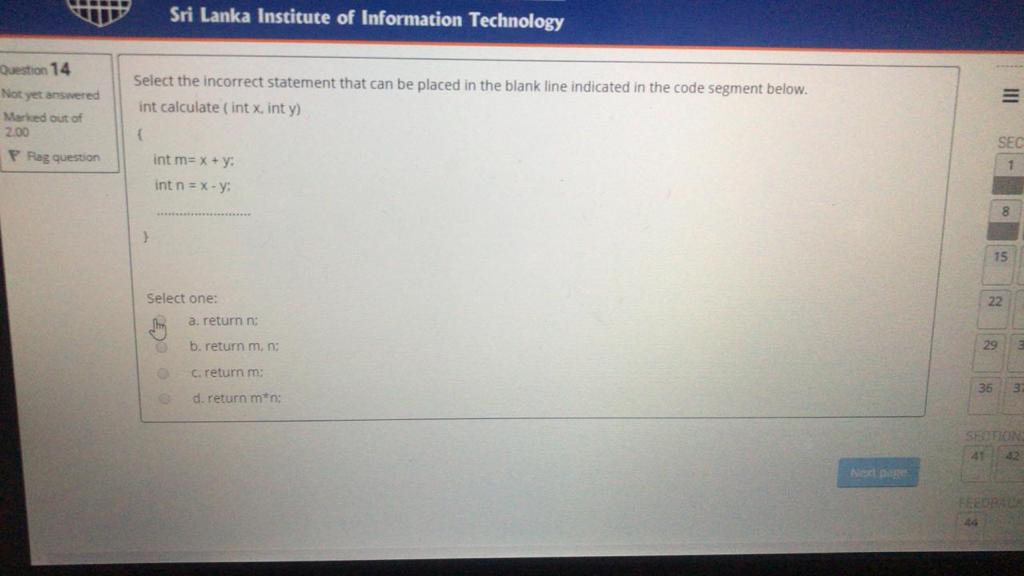 Sri Lanka Institute of Information Technology
Question 14
Not yet answered
Marked out of
2.00
Flag question
Select the incorrect statement that can be placed in the blank line indicated in the code segment below.
int calculate ( int x, int y)
{
int m= x + y;
int n = x - y;
............................
}
Select one:
a. return n;
b. return m, n;
c. return m;
d. return m*n;
Next page
SEC
1
8
15
22
29 3
36 37
SECTION
41 42
FEEDBACK
44